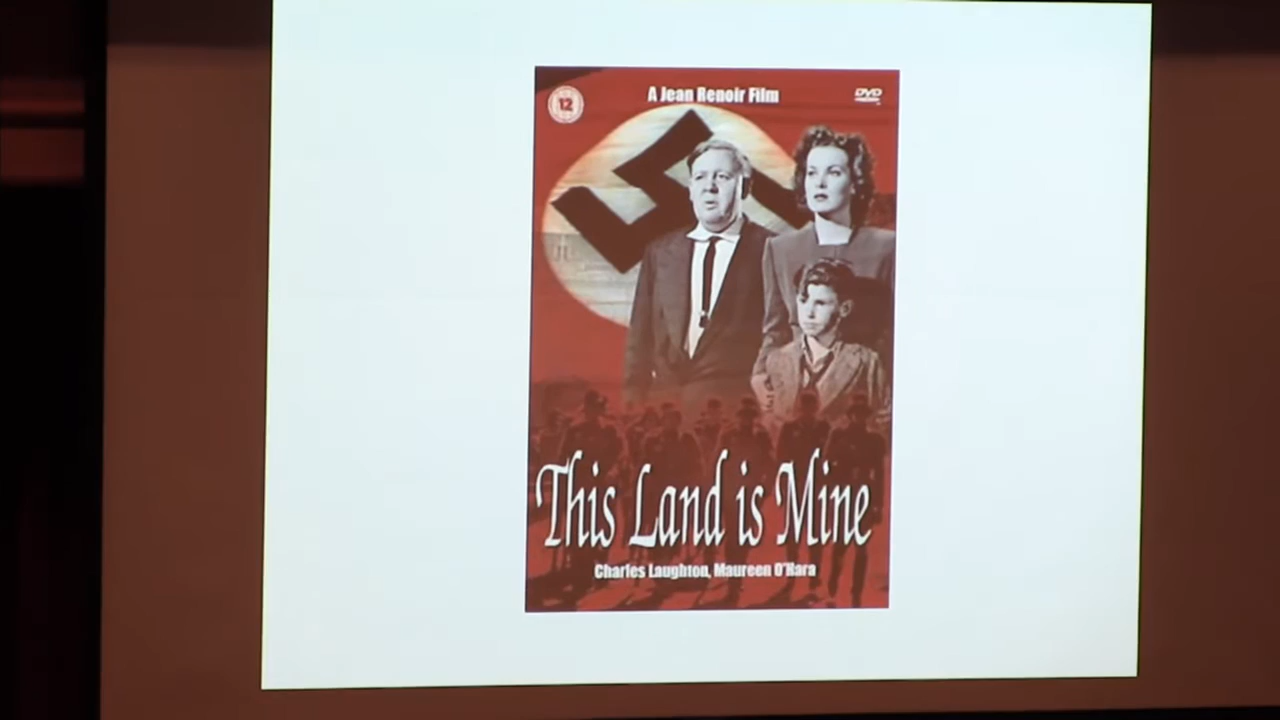 A Jean Renoir Film
12
DVD
This Land is Mine
Charles Laughton, Maureen O'Hara